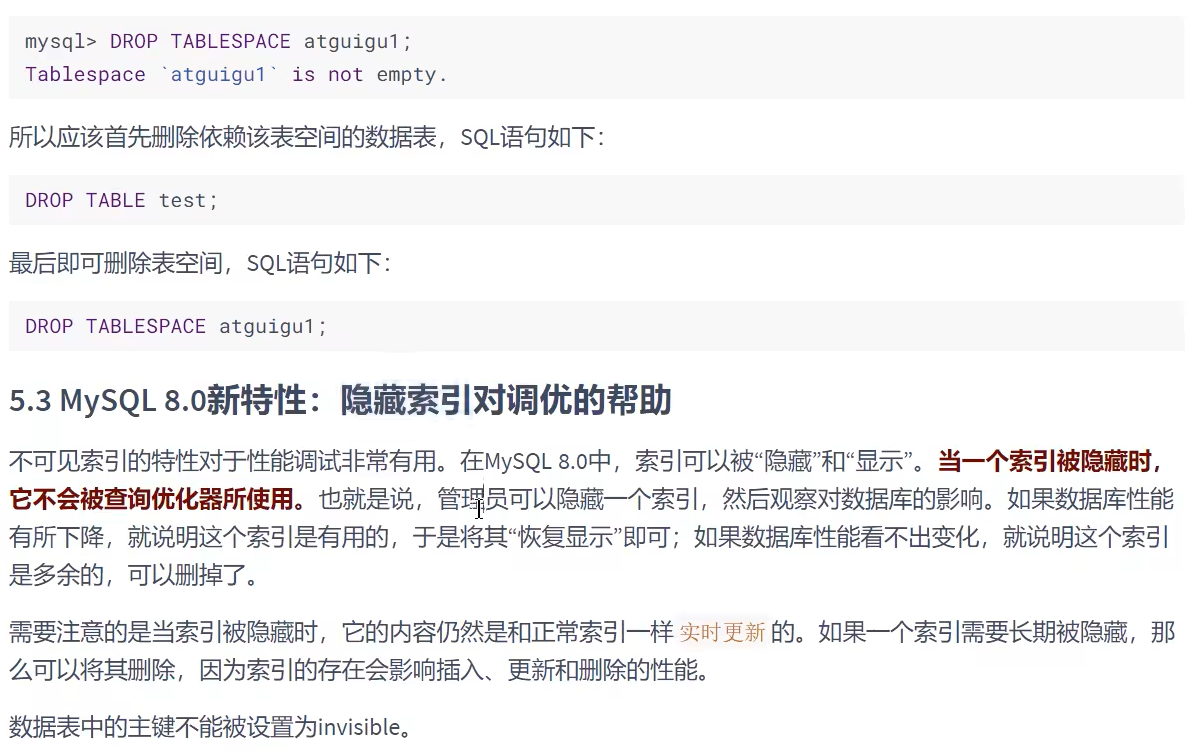 mysql> DROP TABLESPACE atguigu1;
Tablespace `atguigu1` is not empty.
所以应该首先删除依赖该表空间的数据表，SQL语句如下：
DROP TABLE test;
最后即可删除表空间，SQL语句如下：
DROP TABLESPACE atguigu1;
5.3 MySQL 8.0新特性：隐藏索引对调优的帮助
不可见索引的特性对于性能调试非常有用。在MySQL 8.0中，索引可以被“隐藏”和“显示”。当一个索引被隐藏时，
它不会被查询优化器所使用。也就是说，管理员可以隐藏一个索引，然后观察对数据库的影响。如果数据库性能
有所下降，就说明这个索引是有用的，于是将其“恢复显示”即可；如果数据库性能看不出变化，就说明这个索引
是多余的，可以删掉了。
需要注意的是当索引被隐藏时，它的内容仍然是和正常索引一样 实时更新 的。如果一个索引需要长期被隐藏，那
么可以将其删除，因为索引的存在会影响插入、更新和删除的性能。
数据表中的主键不能被设置为invisible。